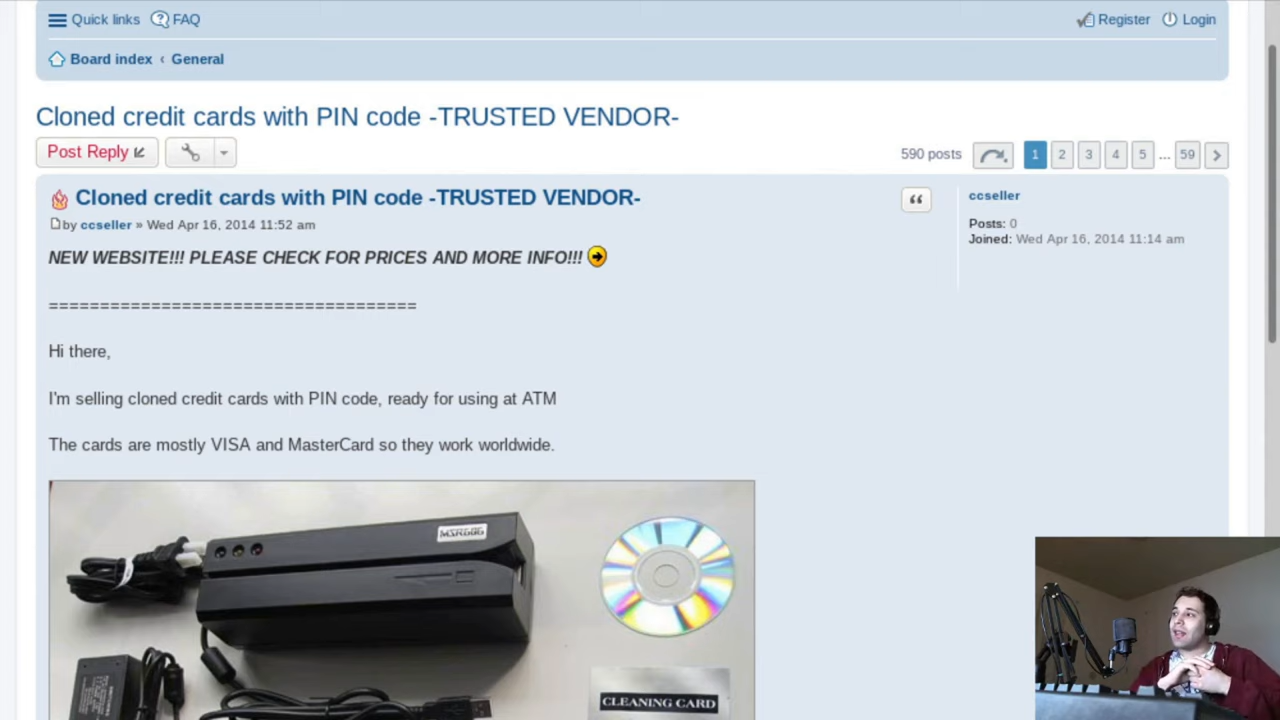 Quick links FAQ Register Login
Board index ‹ General
Cloned credit cards with PIN code -TRUSTED VENDOR-
Post Reply
590 posts 1 2 3 4 5 ... 59
Cloned credit cards with PIN code -TRUSTED VENDOR-
by ccseller » Wed Apr 16, 2014 11:52 am
ccseller
Posts: 0
Joined: Wed Apr 16, 2014 11:14 am
NEW WEBSITE!!! PLEASE CHECK FOR PRICES AND MORE INFO!!!
====================================
Hi there,
I'm selling cloned credit cards with PIN code, ready for using at ATM
The cards are mostly VISA and MasterCard so they work worldwide.
MSR606
CLEANING CARD